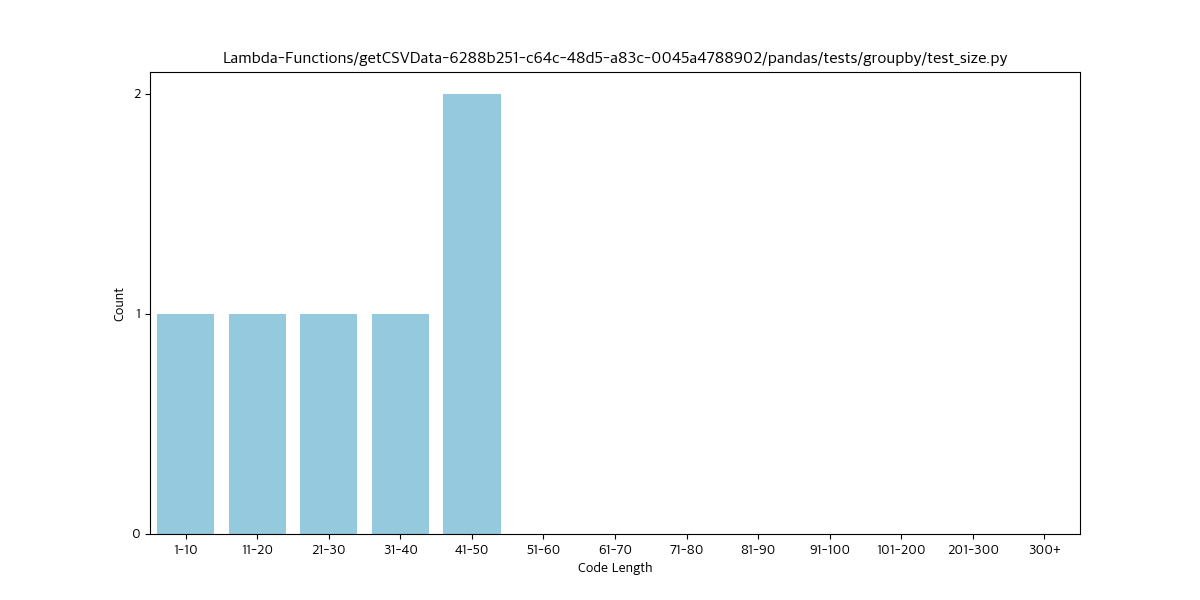 Lambda-Functions/getCSVData-6288b251-c64c-48d5-a83c-0045a4788902/pandas/tests/groupby/test_size.py
2
1
0
Count
1-10 11-20 21-30 31-40 41-50 51-60 61-70 71-80 81-90 91-100 101-200 201-300 300+
Code Length